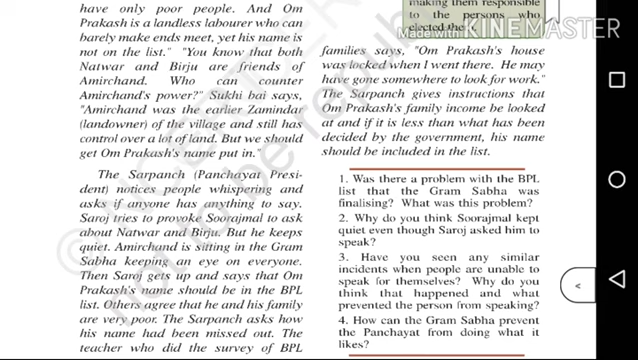 have only poor people. And Om
Prakash is a landless labourer who can
barely make ends meet, yet his name is
not on the list." "You know that both
Natwar and Birju are friends of
Amirchand. Who can counter
Amirchand's power?" Sukhi bai says,
"Amirchand was the earlier Zamindar
(landowner) of the village and still has
control over a lot of land. But we should
get Om Prakash's name put in."
The Sarpanch (Panchayat Presi-
dent) notices people whispering and
asks if anyone has anything to say.
Saroj tries to provoke Soorajmal to ask
about Natwar and Birju. But he keeps
quiet. Amirchand is sitting in the Gram
Sabha keeping an eye on everyone.
Then Saroj gets up and says that Om
Prakash's name should be in the BPL
list. Others agree that he and his family
are very poor. The Sarpanch asks how
his name had been missed out. The
teacher who did the survey of BPL
making them responsible
to the persons who
elected the
Made with KINEMASTER
families says, "Om Prakash's house
was locked when I went there. He may
have gone somewhere to look for work."
The Sarpanch gives instructions that
Om Prakash's family income be looked
at and if it is less than what has been
decided by the government, his name
should be included in the list.
1. Was there a problem with the BPL
list that the Gram Sabha was
finalising? What was this problem?
2. Why do you think Soorajmal kept
quiet even though Saroj asked him to
speak?
3. Have you seen any similar
incidents when people are unable to
speak for themselves? Why do you
think that happened and what
prevented the person from speaking?
4. How can the Gram Sabha prevent
the Panchayat from doing what it
likes?